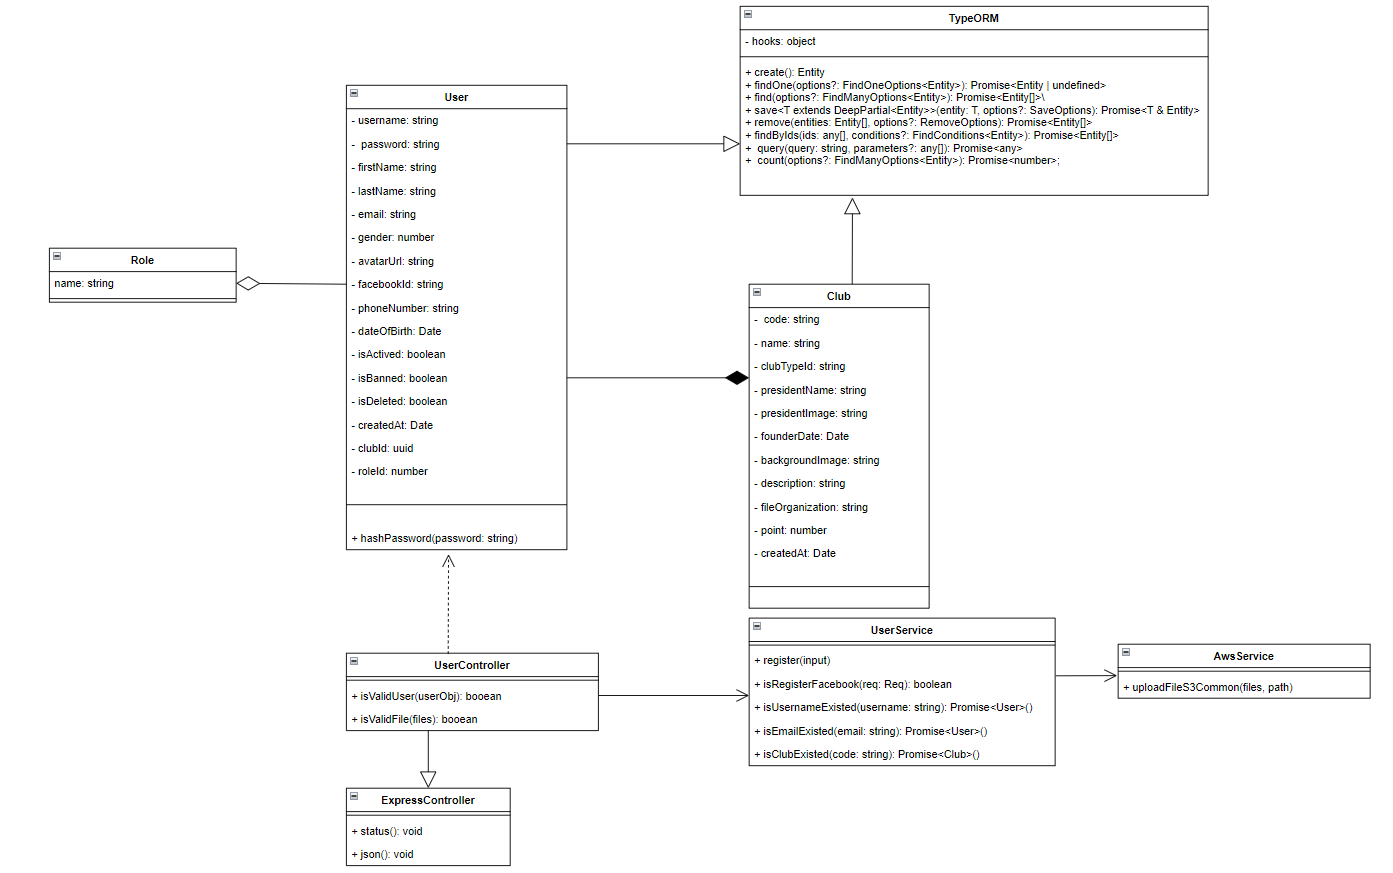 TypeORM
- hooks: object
+ create(): Entity
+ findOne(options?: FindOneOptions<Entity>): Promise<Entity | undefined>
+ find(options?: FindManyOptions<Entity>): Promise<Entity[]>\
+ save<T extends DeepPartial<Entity>>(entity: T, options?: SaveOptions): Promise<T & Entity>
+ remove(entities: Entity[], options?: RemoveOptions): Promise<Entity[]>
+ findByIds(ids: any[], conditions?: FindConditions<Entity>): Promise<Entity[]>
+ query(query: string, parameters?: any[]): Promise<any>
+ count(options?: FindManyOptions<Entity>): Promise<number>;
User
- username: string
- password: string
- firstName: string
- lastName: string
- email: string
- gender: number
- avatarUrl: string
- facebookId: string
- phoneNumber: string
- dateOfBirth: Date
- isActived: boolean
- isBanned: boolean
- isDeleted: boolean
- createdAt: Date
- clubId: uuid
- roleId: number
+ hashPassword(password: string)
Role
name: string
Club
- code: string
- name: string
- clubTypeId: string
- presidentName: string
- presidentImage: string
- founderDate: Date
- backgroundImage: string
- description: string
- fileOrganization: string
- point: number
- createdAt: Date
UserController
+ isValidUser(userObj): booean
+ isValidFile(files): booean
UserService
+ register(input)
+ isRegisterFacebook(req: Req): boolean
+ isUsernameExisted(username: string): Promise<User>()
+ isEmailExisted(email: string): Promise<User>()
+ isClubExisted(code: string): Promise<Club>()
AwsService
+ uploadFileS3Common(files, path)
ExpressController
+ status(): void
+ json(): void